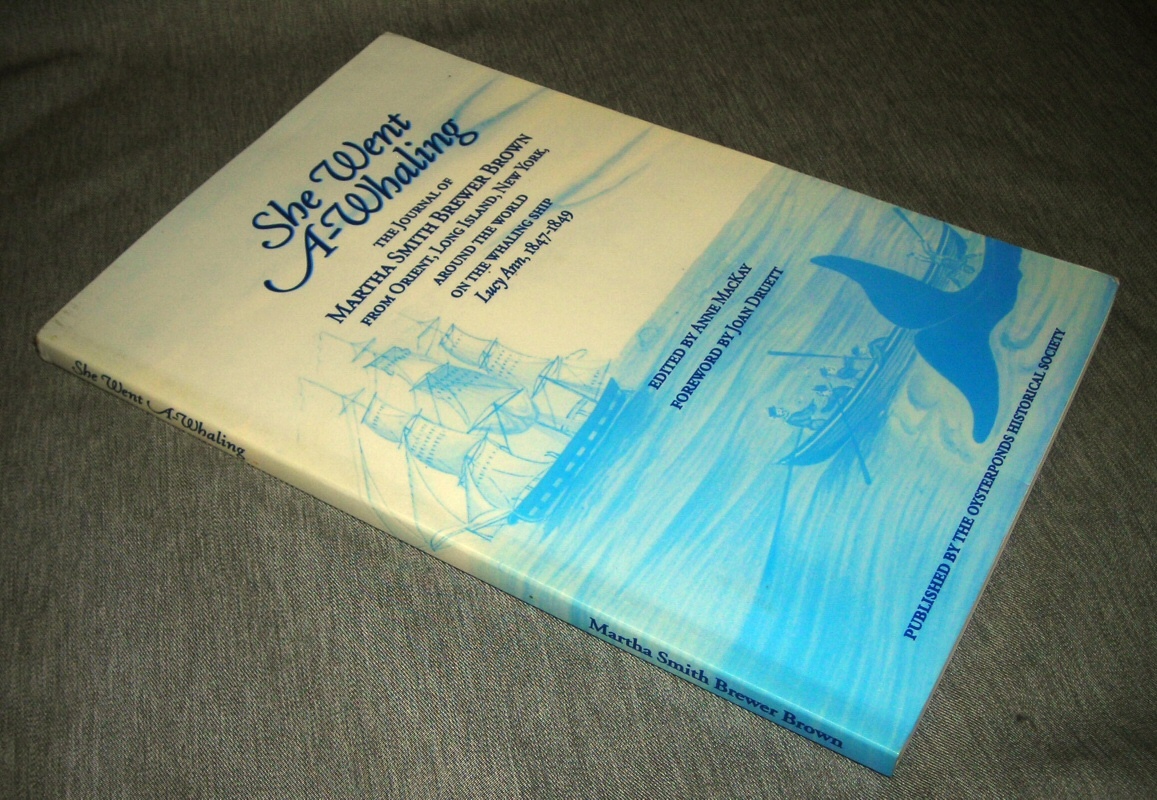 She Went
A-Whaling
THE JOURNAL OF
MARTHA SMITH BREWER BROWN
FROM ORIENT, LONG ISLAND, NEW YORK,
AROUND THE WORLD
ON THE WHALING SHIP
Lucy Ann, 1847-1849
EDITED BY ANNE MACKAY
FOREWORD BY JOAN DRUETT
PUBLISHED BY THE OYSTERPONDS HISTORICAL SOCIETY
She Went A-Whaling
Martha Smith Brewer Brown